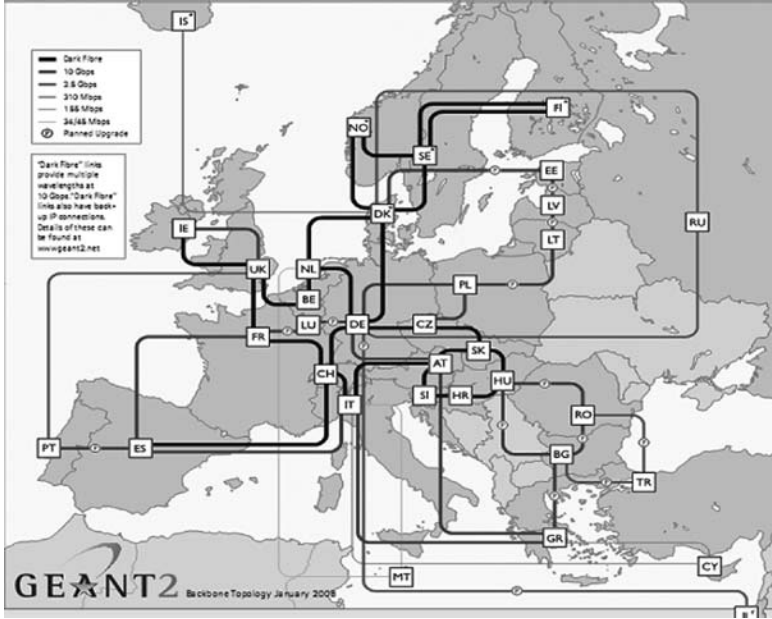 IS
Dark Fibre
10 Gbps
2.5 Gbps
310 Mbps
155 Mbps
34/45 Mbps
P Planned Upgrade
"Dark Fibre" links
provide multiple
wavelengths at
10 Gbps. "Dark Fibre"
links also have back-
up IP connections.
Details of these can
be found at
www.geant2.net
NO
FI
SE
EE
LV
DK
RU
IE
LT
UK
NL
PL
BE
LU
DE
CZ
FR
SK
CH
AT
HU
IT
SI
HR
RO
PT
ES
BG
TR
GR
CY
MT
GEANT2
Backbone Topology January 2006
IL